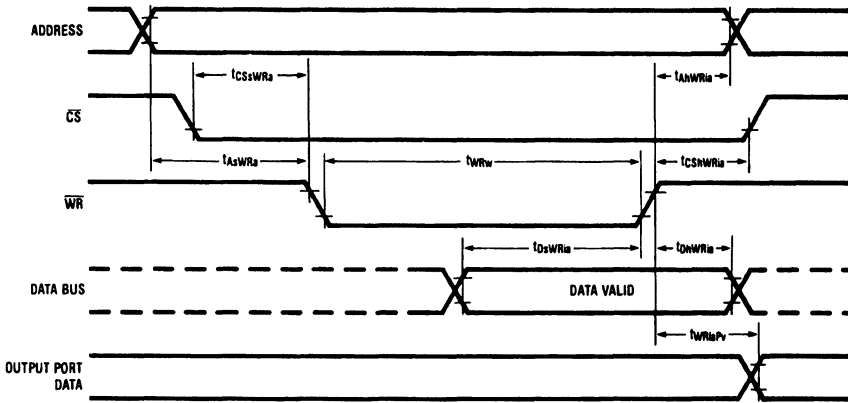 ADDRESS
tCSsWRa
tAhWRia
CS
tAsWRa
tWRw
tCShWRia
WR
tDsWRia
tDhWRia
DATA BUS
DATA VALID
tWRiaPv
OUTPUT PORT
DATA